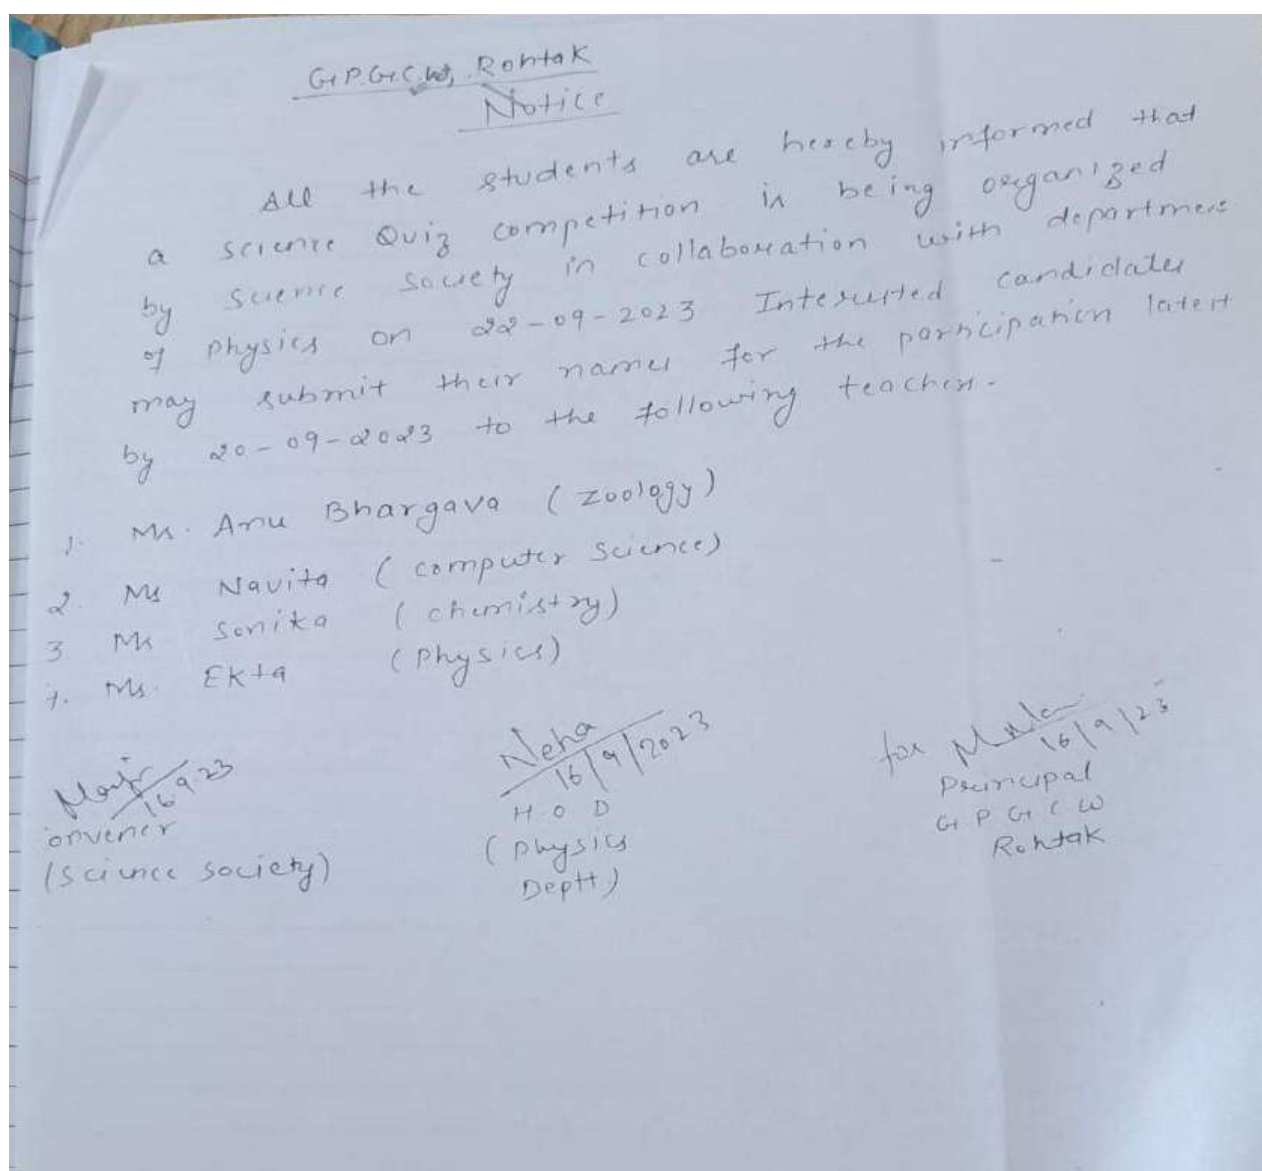 G.P.G.C.W, Rohtak
Notice
All the students are hereby informed that
a science Quiz competition is being organized
by Science Society in collaboration with department
of Physics on 22-09-2023 Interested candidates
may submit their names for the participation latest
by 20-09-2023 to the following teachers.
1. Ms. Anu Bhargava (Zoology)
2. Ms Navita (Computer Science)
3 Ms Sonika (Chemistry)
4. Ms. Ekta (Physics)
16 9 23
onvener
(Science society)
Neha
16/9/2023
H O D
(Physics
Deptt)
for
16/9/23
Principal
G P G C W
Rohtak